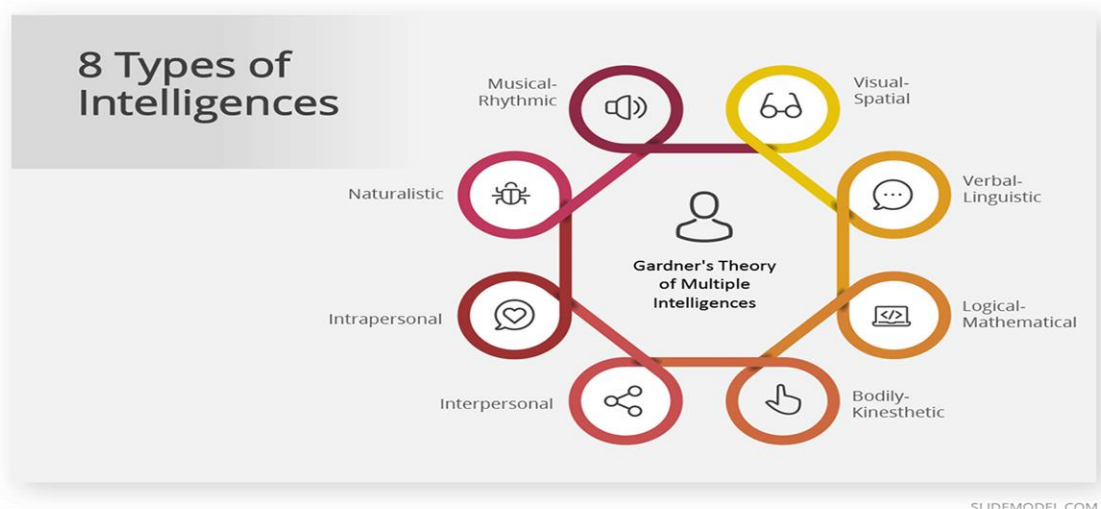 8 Types of
Intelligences
Musical-
Rhythmic
Visual-
Spatial
Naturalistic
Verbal-
Linguistic
Gardner's Theory
of Multiple
Intelligences
Intrapersonal
Logical-
Mathematical
Interpersonal
Bodily-
Kinesthetic
SLIDEMODEL.COM